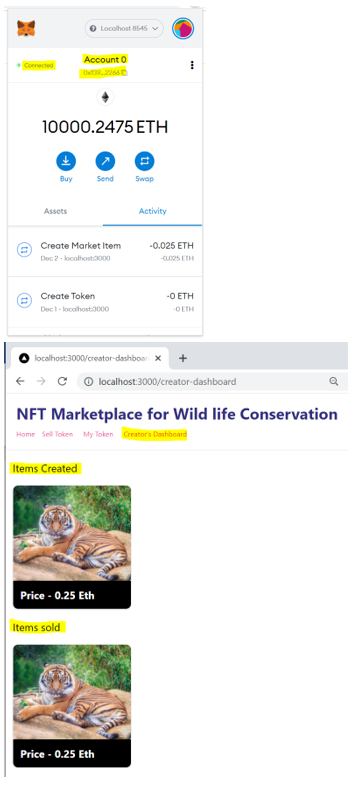 Localhost 8545
Connected
Account 0
10000.2475 ETH
Buy Send Swap
Assets Activity
Create Market Item -0.025 ETH
Dec 2 · localhost:3000 -0.025 ETH
Create Token -0 ETH
Dec 1 · localhost:3000 -0 ETH
localhost:3000/creator-dashboa
localhost:3000/creator-dashboard
NFT Marketplace for Wild life Conservation
Home Sell Token My Token Creator's Dashboard
Items Created
Price - 0.25 Eth
Items sold
Price - 0.25 Eth